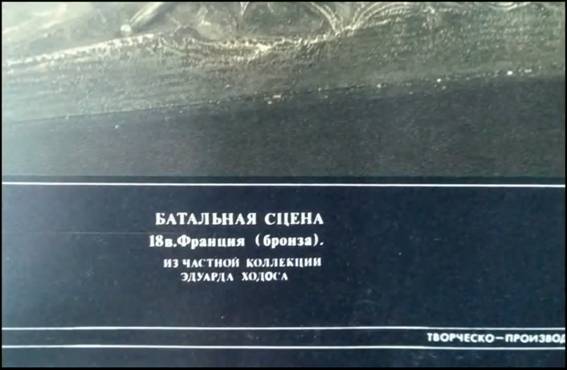 БАТАЛЬНАЯ СЦЕНА
18в.Франция (бронза).
ИЗ ЧАСТНОЙ КОЛЛЕКЦИИ
ЭДУАРДА ХОДОСА
ТВОРЧЕСКО—ПРОИЗВОД